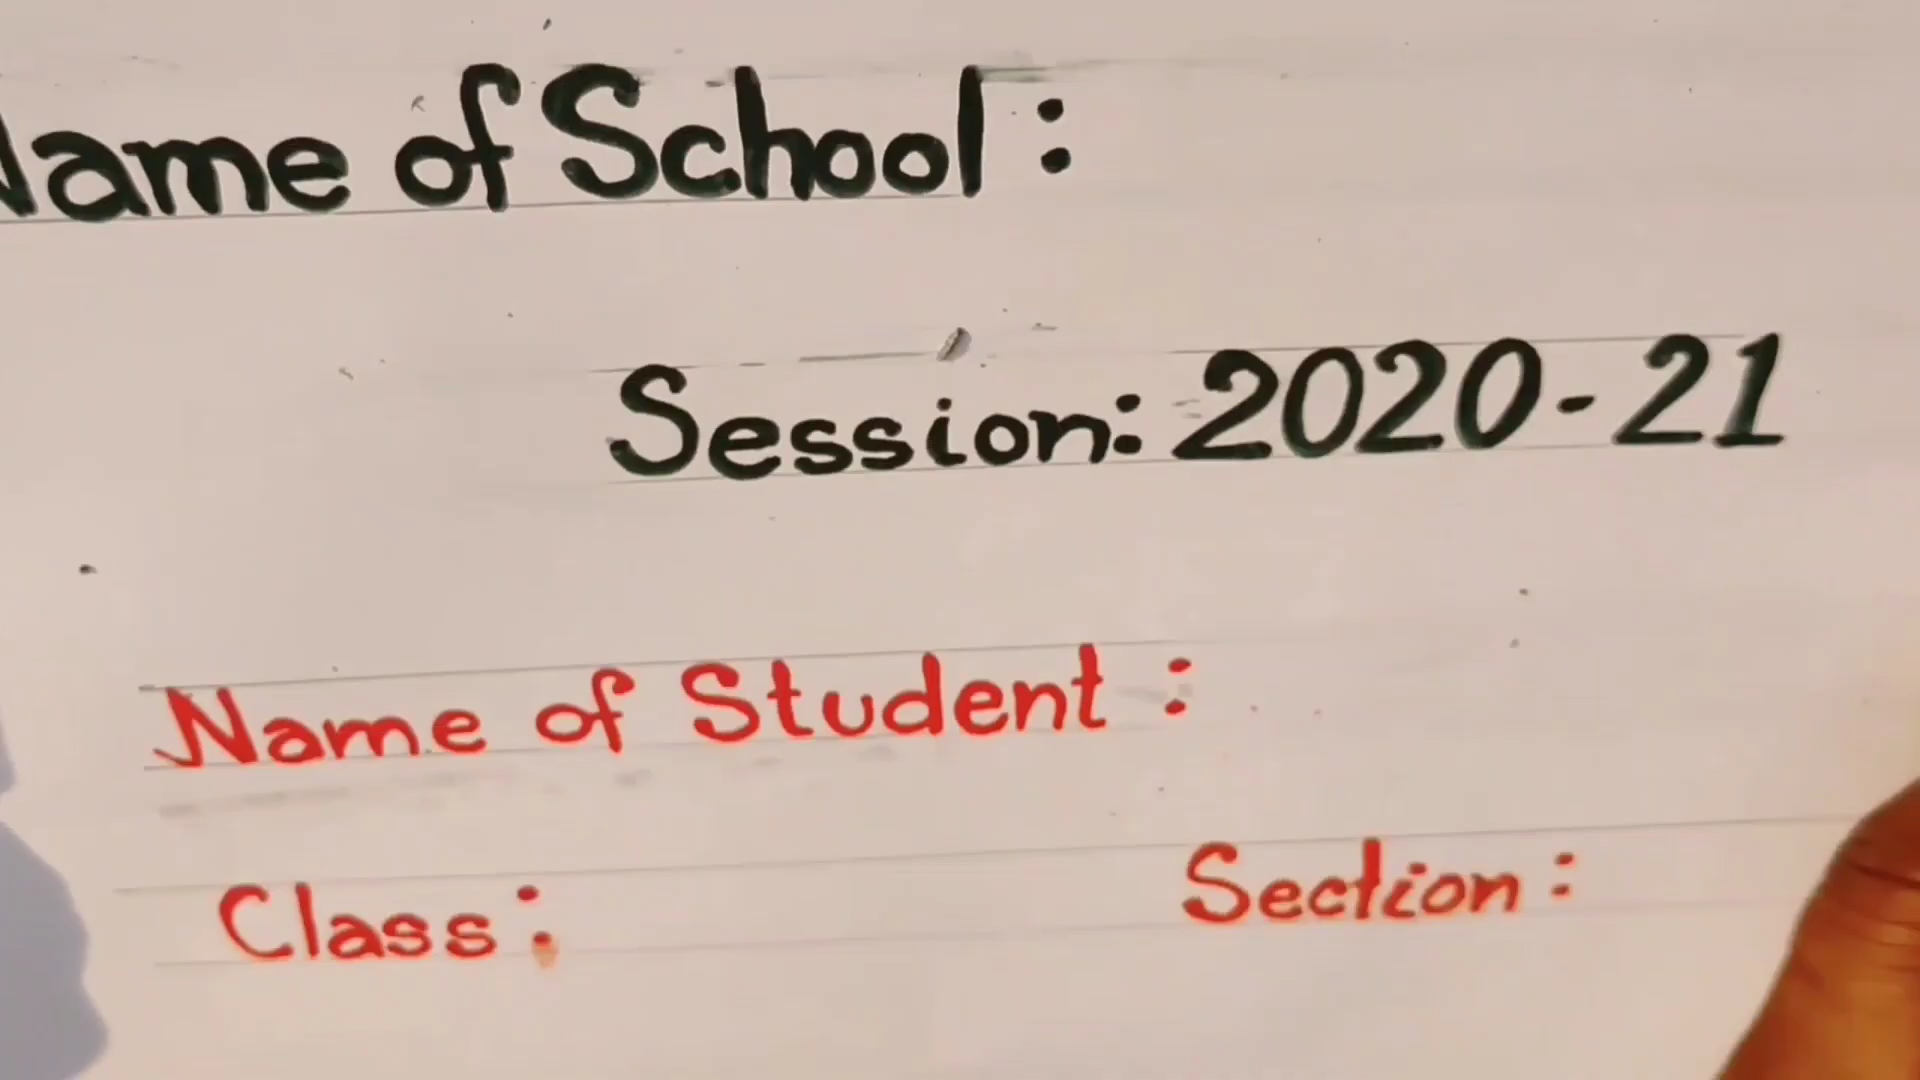 Name of School :
Session: 2020-21
Name of Student :
Class :
Section :